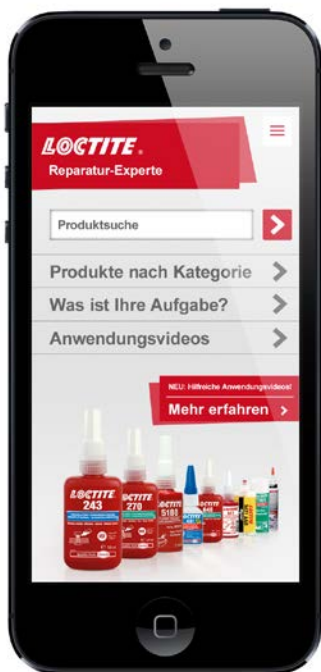 LOCTITE®
Reparatur-Experte
Produktsuche
Produkte nach Kategorie
Was ist Ihre Aufgabe?
Anwendungsvideos
NEU: Hilfreiche Anwendungsvideos!
Mehr erfahren
LOCTITE
243
LOCTITE
270
LOCTITE
5188